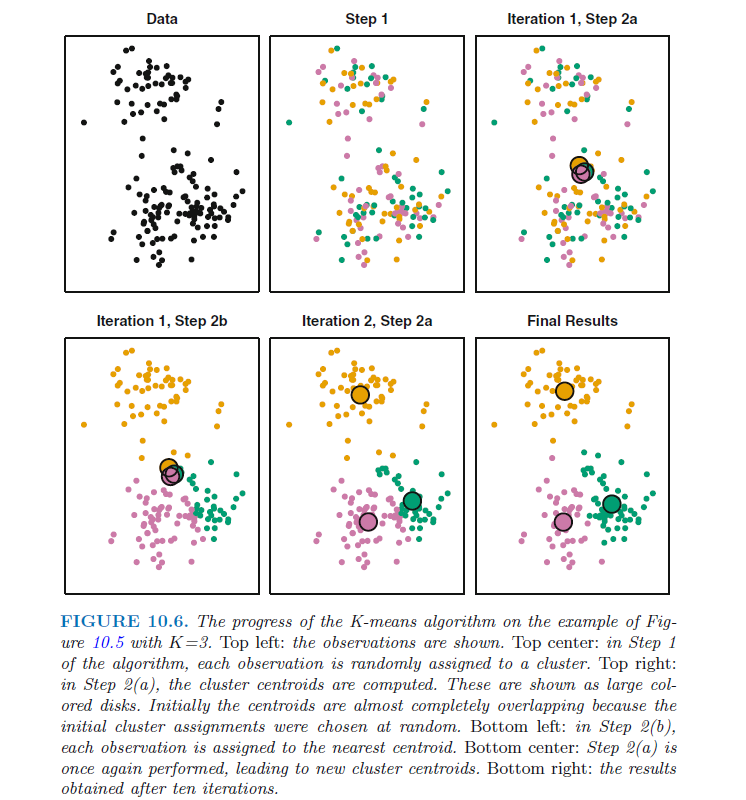 Data
Step 1
Iteration 1, Step 2a
Iteration 1, Step 2b
Iteration 2, Step 2a
Final Results
FIGURE 10.6. The progress of the K-means algorithm on the example of Fig-
ure 10.5 with K=3. Top left: the observations are shown. Top center: in Step 1
of the algorithm, each observation is randomly assigned to a cluster. Top right:
in Step 2(a), the cluster centroids are computed. These are shown as large col-
ored disks. Initially the centroids are almost completely overlapping because the
initial cluster assignments were chosen at random. Bottom left: in Step 2(b),
each observation is assigned to the nearest centroid. Bottom center: Step 2(a) is
once again performed, leading to new cluster centroids. Bottom right: the results
obtained after ten iterations.